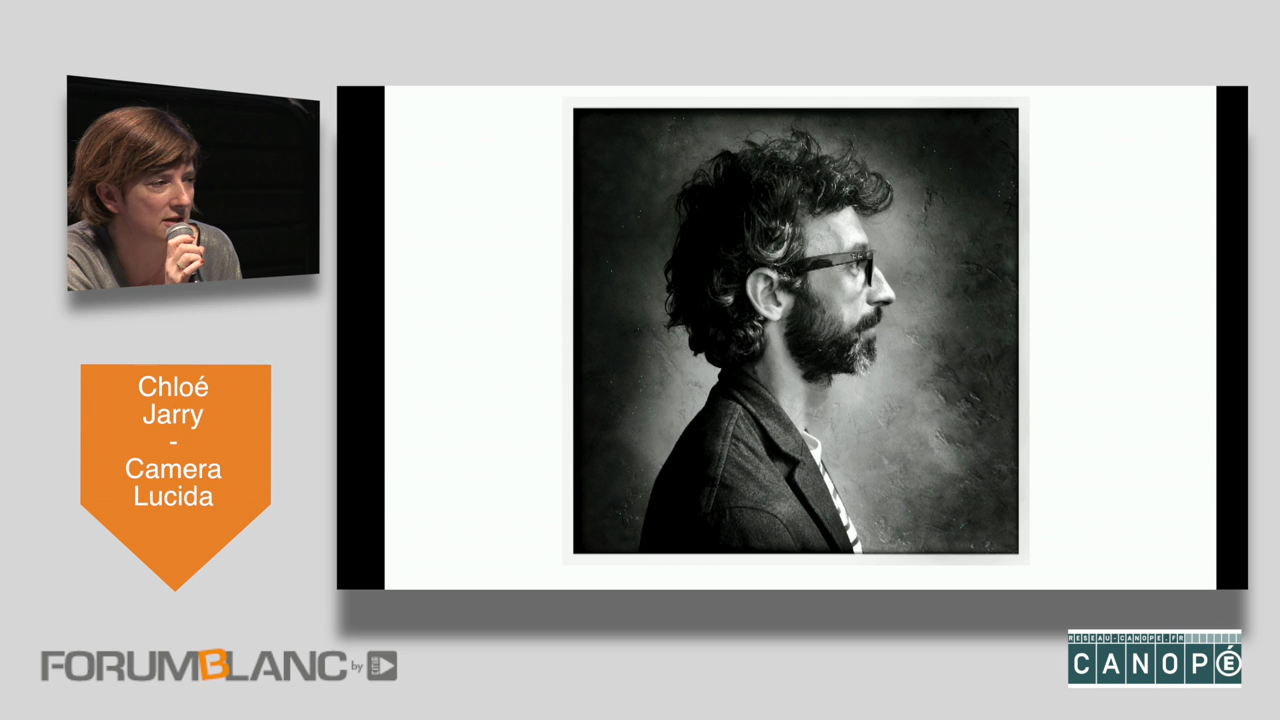 Chloé
Jarry
-
Camera
Lucida
FORUMBLANC by
RESEAU-CANOPE.FR
CANOPÉ